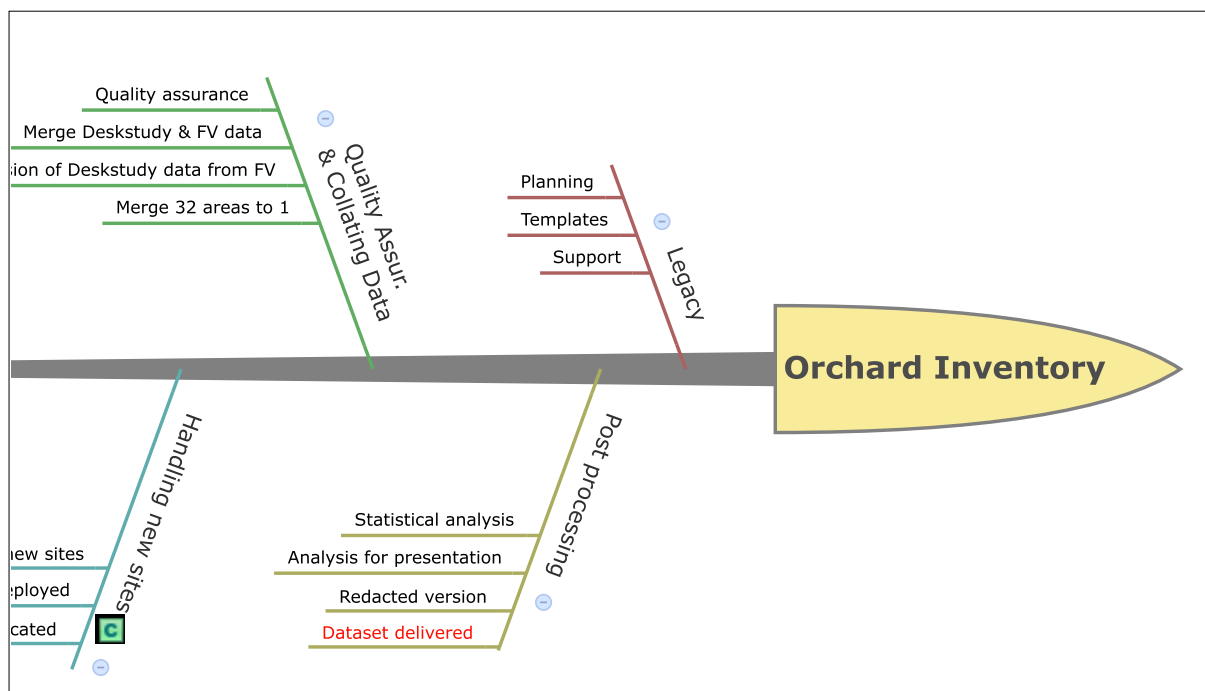 Quality assurance
Merge Deskstudy & FV data
sion of Deskstudy data from FV
Merge 32 areas to 1
Quality Assur.
& Collating Data
Planning
Templates
Support
Legacy
Orchard Inventory
Handling new sites
new sites
eployed
cated
C
Post processing
Statistical analysis
Analysis for presentation
Redacted version
Dataset delivered